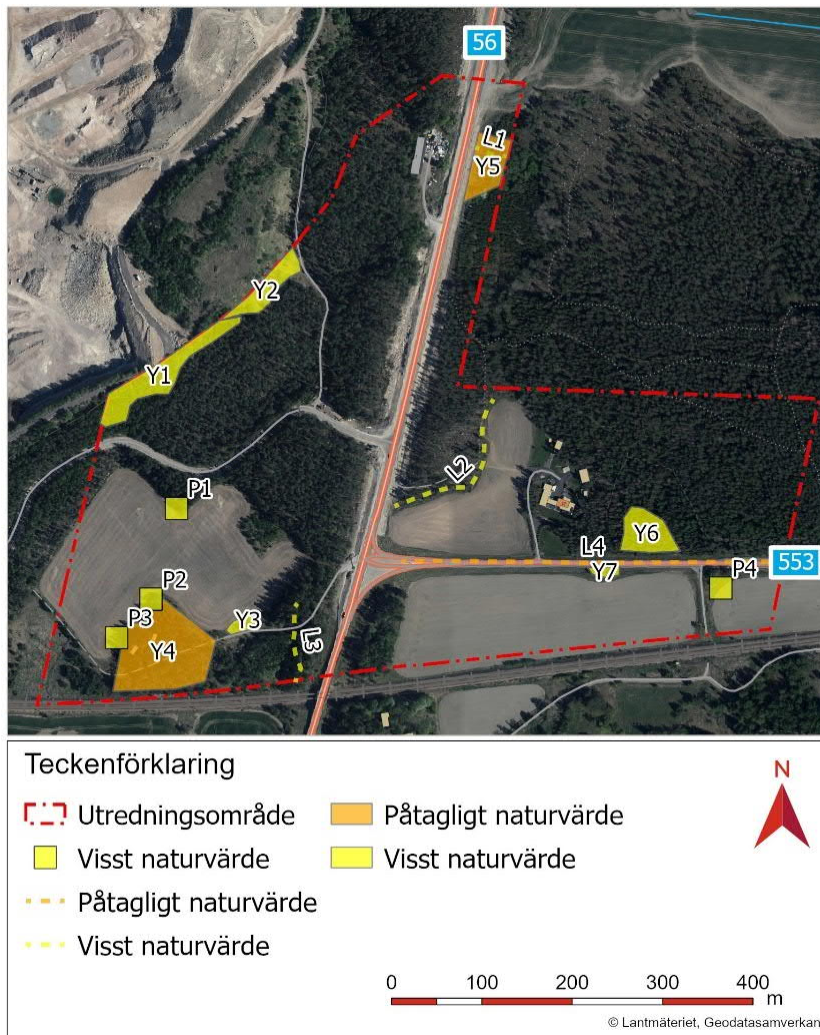 56
L1
Y5
Y2
Y1
L2
P1
Y6
L4
553
Y7
P4
P2
Y3
P3
L3
Y4
Teckenförklaring
N
Utredningsområde
Påtagligt naturvärde
Visst naturvärde
Visst naturvärde
Påtagligt naturvärde
Visst naturvärde
0 100 200 300 400
m
© Lantmäteriet, Geodatasamverkan